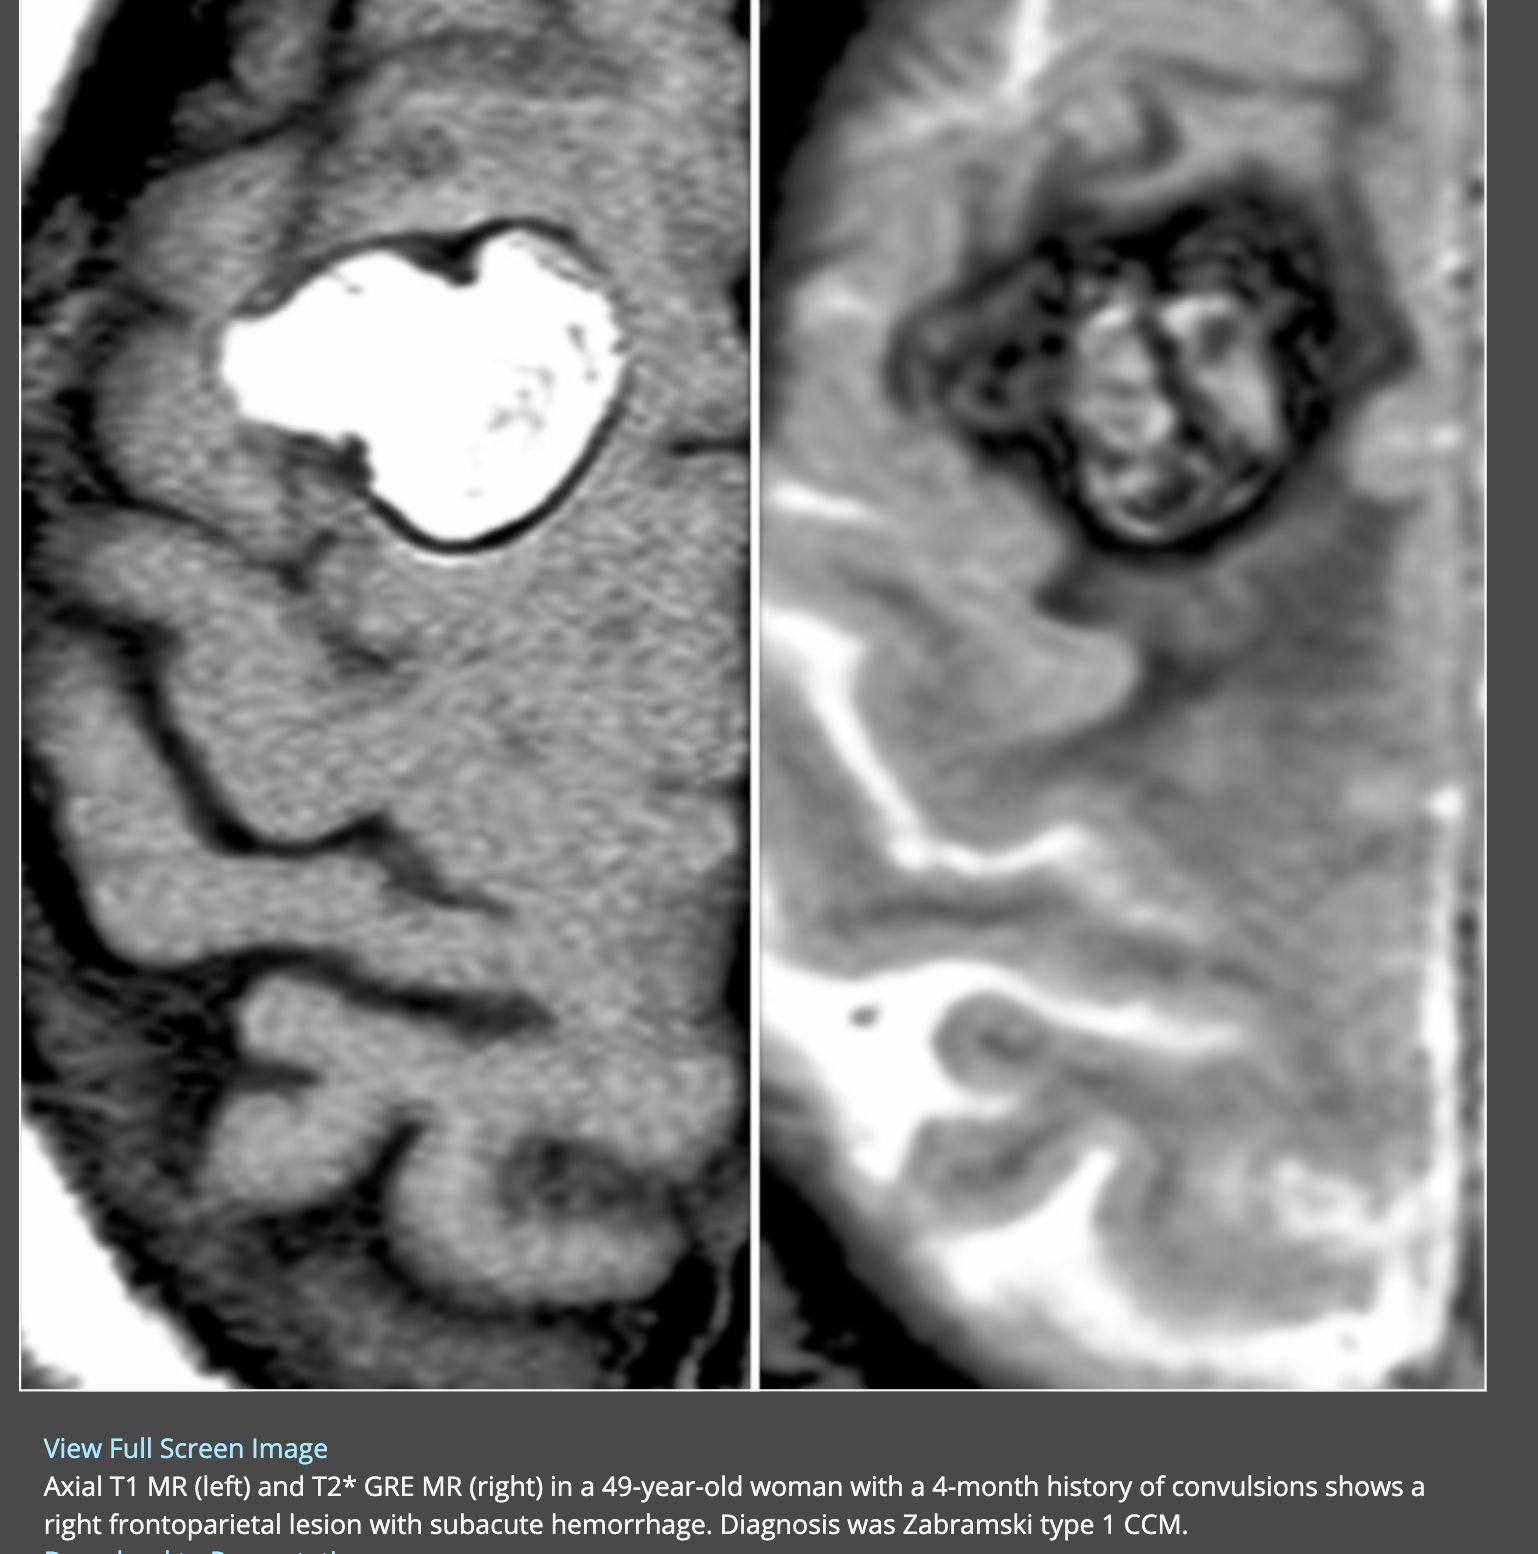 View Full Screen Image
Axial T1 MR (left) and T2* GRE MR (right) in a 49-year-old woman with a 4-month history of convulsions shows a
right frontoparietal lesion with subacute hemorrhage. Diagnosis was Zabramski type 1 CCM.